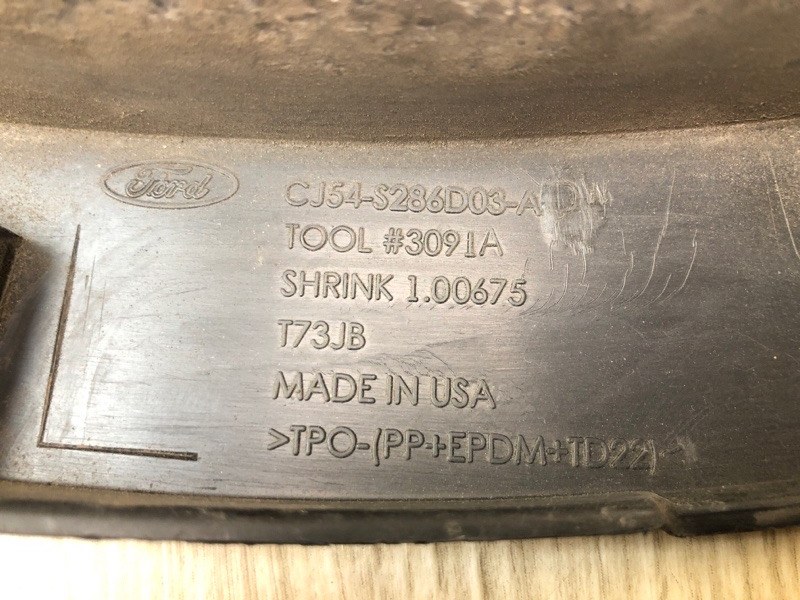 Ford
CJ54-S286D03-A
TOOL #3091A
SHRINK 1.00675
T73JB
MADE IN USA
>TPO-(PP+EPDM+TD22)